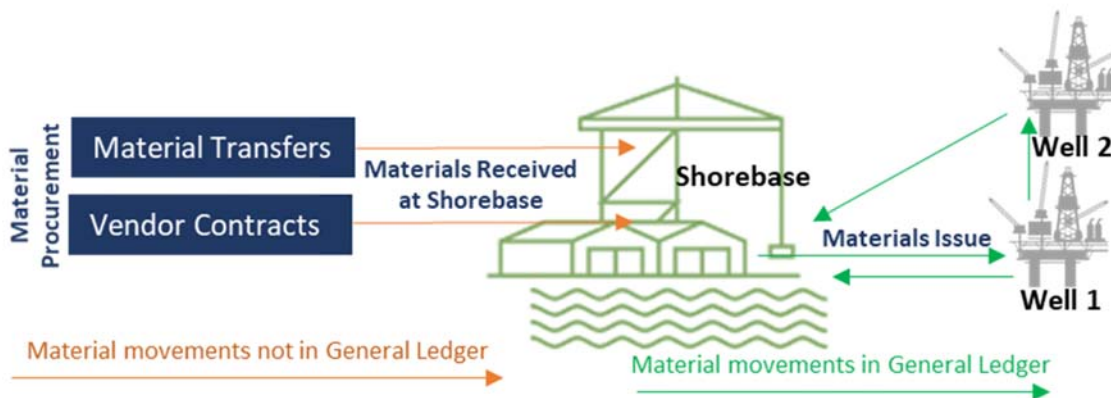 Material
Procurement
Material Transfers
Vendor Contracts
Materials Received
at Shorebase
Shorebase
Materials Issue
Well 2
Well 1
Material movements not in General Ledger
Material movements in General Ledger